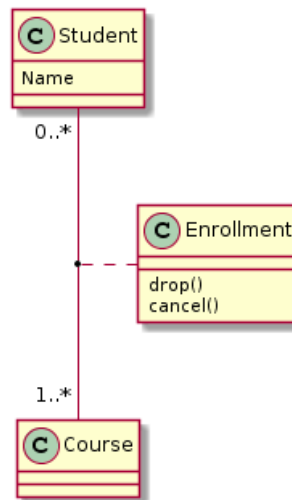 C Student
Name
0..*
C Enrollment
drop()
cancel()
1..*
C Course